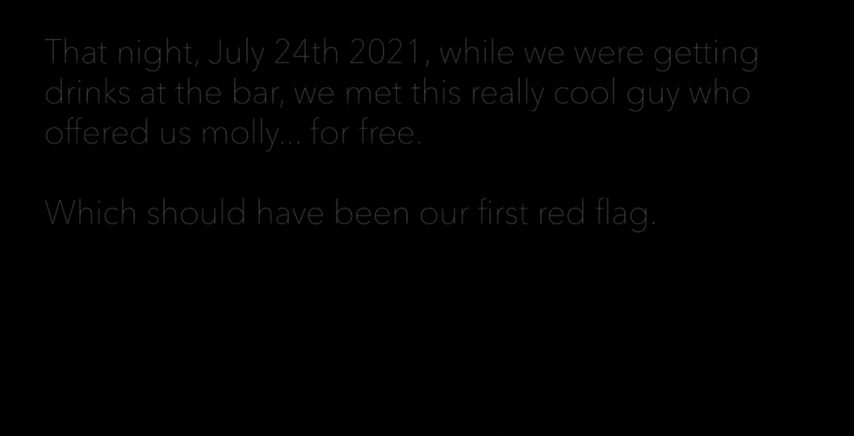 That night, July 24th 2021, while we were getting
drinks at the bar, we met this really cool guy who
offered us molly... for free.
Which should have been our first red flag.